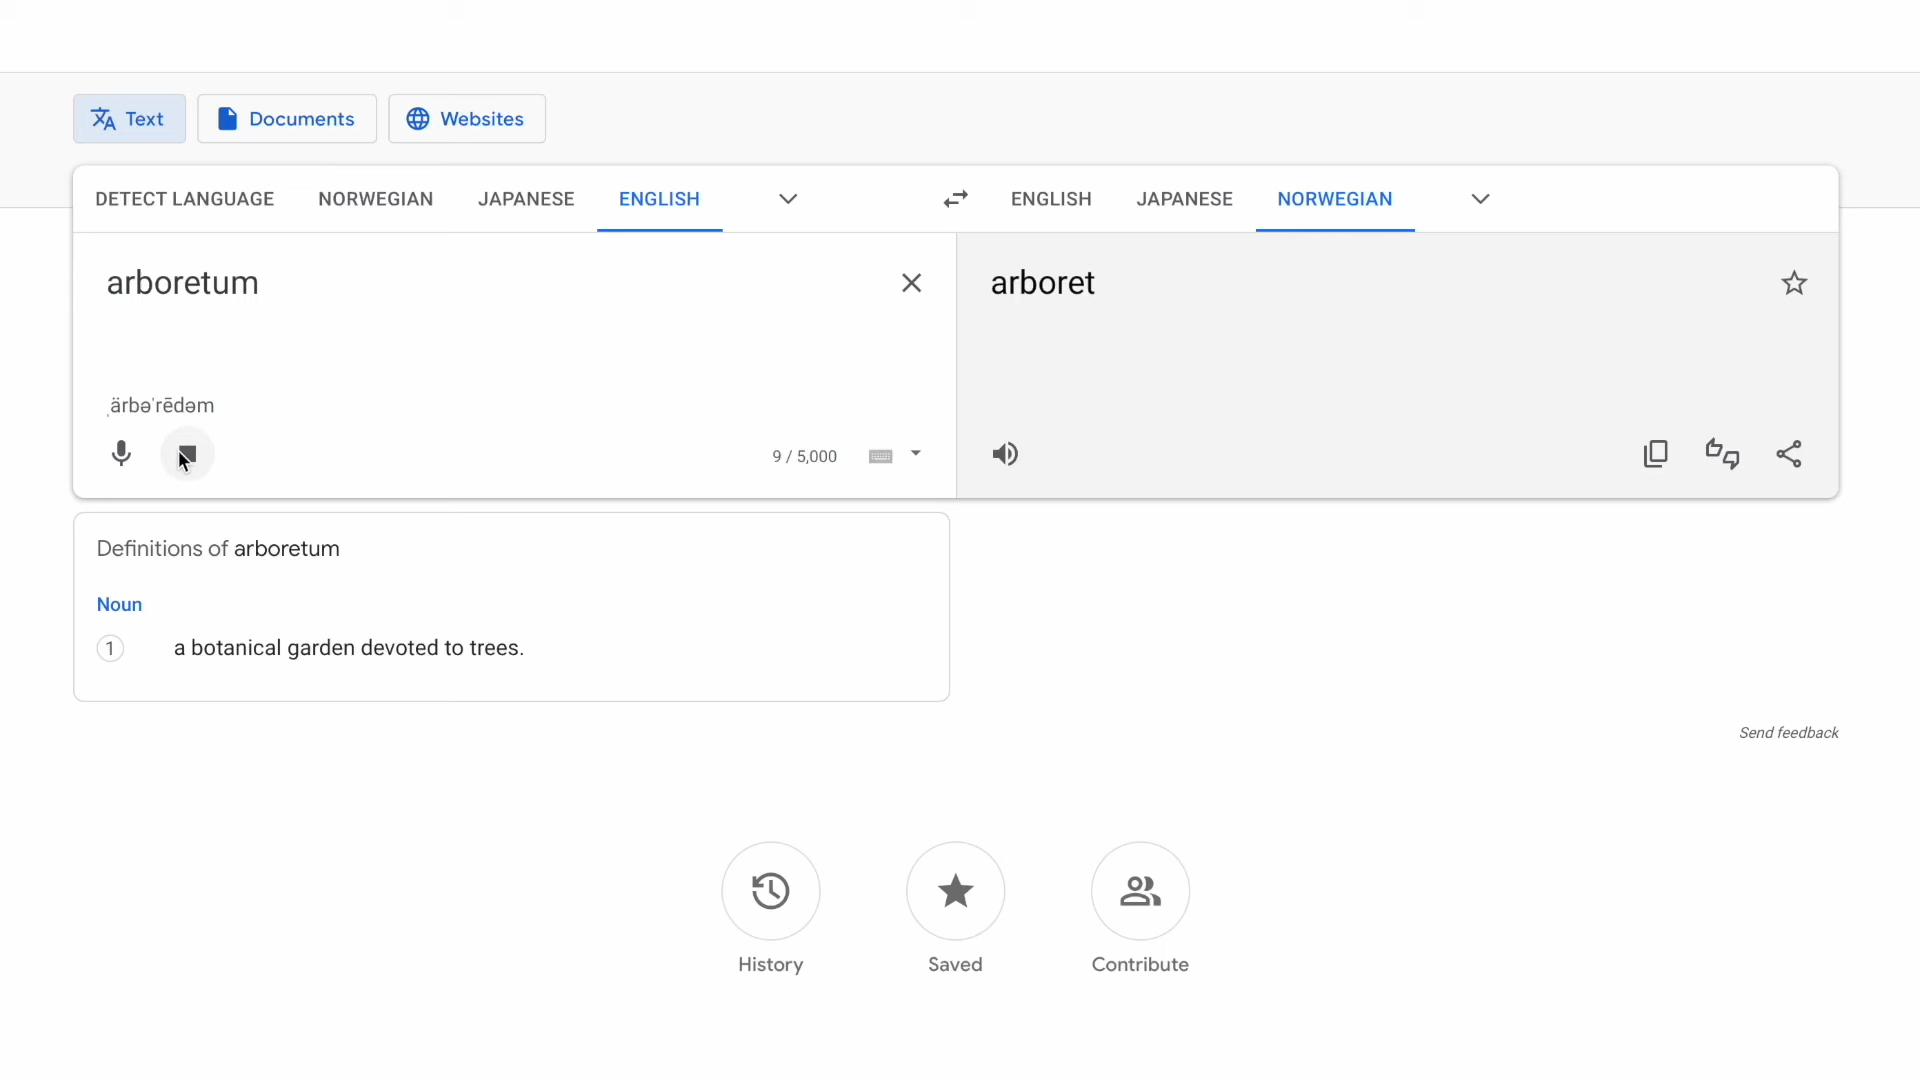 Text Documents Websites
DETECT LANGUAGE NORWEGIAN JAPANESE ENGLISH ENGLISH JAPANESE NORWEGIAN
arboretum arboret
ˌärbəˈrēdəm
9 / 5,000
Definitions of arboretum
Noun
1 a botanical garden devoted to trees.
Send feedback
History Saved Contribute